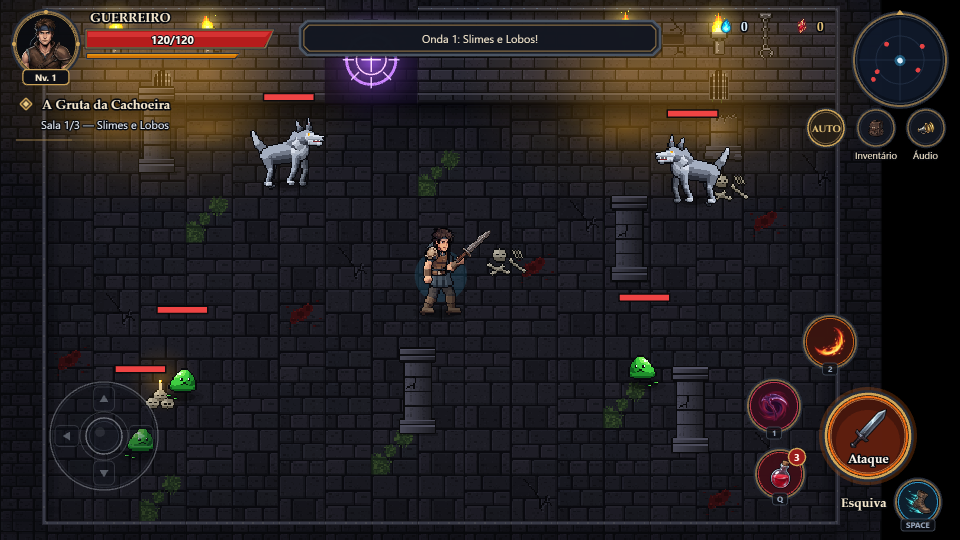 GUERREIRO
120/120
Nv. 1
Onda 1: Slimes e Lobos!
0
0
A Gruta da Cachoeira
Sala 1/3 — Slimes e Lobos
AUTO
Inventário
Áudio
2
1
Ataque
3
Q
Esquiva
SPACE